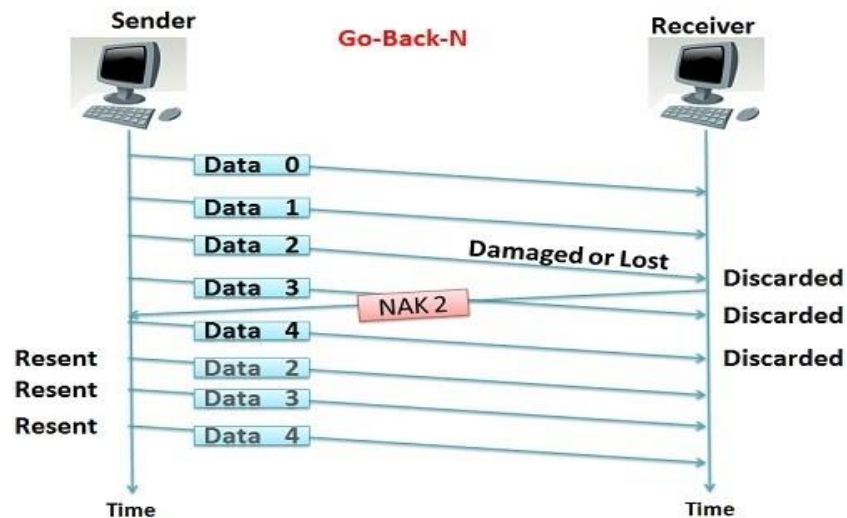 Sender
Receiver
Go-Back-N
Data 0
Data 1
Data 2
Damaged or Lost
Data 3
Discarded
NAK 2
Discarded
Data 4
Discarded
Resent
Data 2
Resent
Data 3
Resent
Data 4
Time
Time